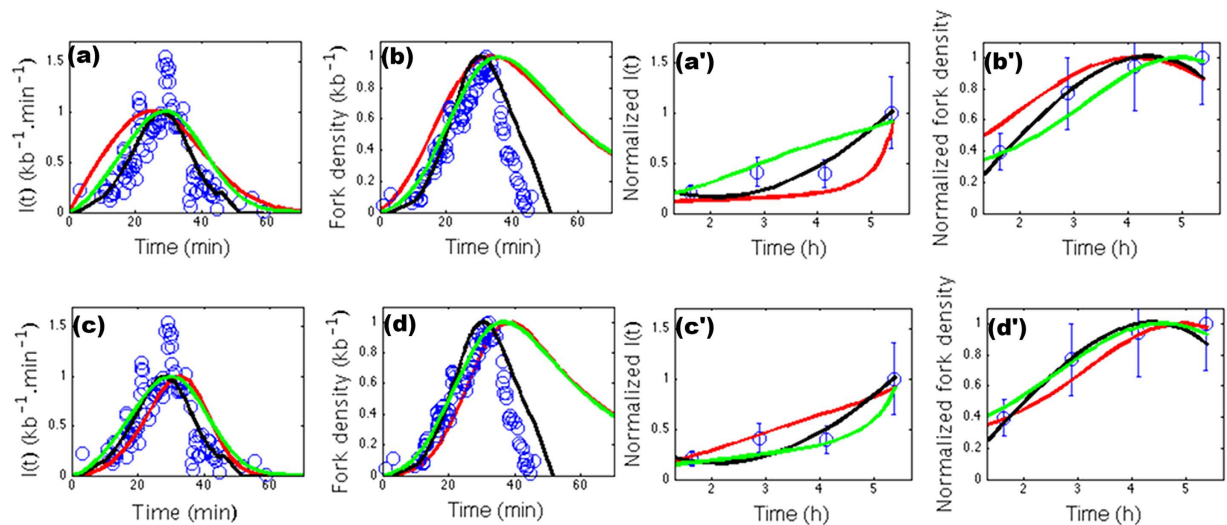 (a)
I(t) (kb⁻¹.min⁻¹)
1.5
1
0.5
0
0 20 40 60
Time (min)
(b)
Fork density (kb⁻¹)
1
0.8
0.6
0.4
0.2
0
0 20 40 60
Time (min)
(a')
Normalized I(t)
1.5
1
0.5
0
2 3 4 5
Time (h)
(b')
Normalized fork density
1
0.8
0.6
0.4
0.2
0
2 3 4 5
Time (h)
(c)
I(t) (kb⁻¹.min⁻¹)
1.5
1
0.5
0
0 20 40 60
Time (min)
(d)
Fork density (kb⁻¹)
1
0.8
0.6
0.4
0.2
0
0 20 40 60
Time (min)
(c')
Normalized I(t)
1.5
1
0.5
0
2 3 4 5
Time (h)
(d')
Normalized fork density
1
0.8
0.6
0.4
0.2
0
2 3 4 5
Time (h)